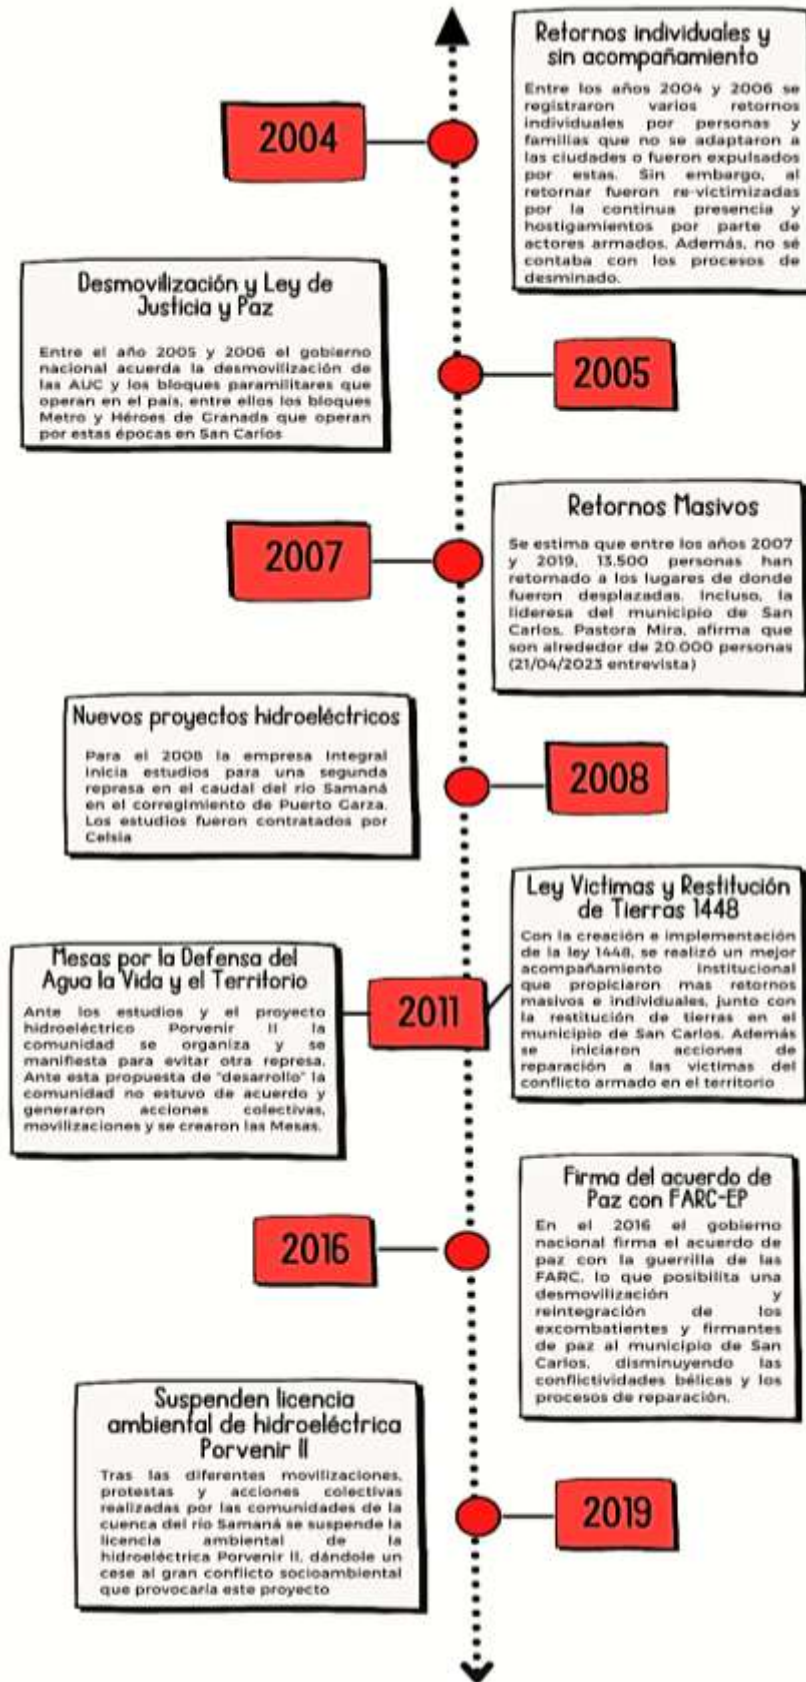 2004
Retornos individuales y
sin acompañamiento
Entre los años 2004 y 2006 se
registraron varios retornos
individuales por personas y
familias que no se adaptaron a
las ciudades o fueron expulsados
por estas. Sin embargo, al
retornar fueron re-victimizadas
por la continua presencia y
hostigamientos por parte de
actores armados. Además, no se
contaba con los procesos de
desminado.
Desmovilización y Ley de
Justicia y Paz
Entre el año 2005 y 2006 el gobierno
nacional acuerda la desmovilización de
las AUC y los bloques paramilitares que
operan en el país, entre ellos los bloques
Metro y Héroes de Granada que operan
por estas épocas en San Carlos
2005
2007
Retornos Masivos
Se estima que entre los años 2007
y 2019, 13.500 personas han
retornado a los lugares de donde
fueron desplazadas. Incluso, la
lideresa del municipio de San
Carlos, Pastora Mira, afirma que
son alrededor de 20.000 personas
(21/04/2023 entrevista)
Nuevos proyectos hidroeléctricos
Para el 2008 la empresa Integral
inicia estudios para una segunda
represa en el caudal del río Samaná
en el corregimiento de Puerto Garza.
Los estudios fueron contratados por
Celsia
2008
Mesas por la Defensa del
Agua la Vida y el Territorio
Ante los estudios y el proyecto
hidroeléctrico Porvenir II la
comunidad se organiza y se
manifiesta para evitar otra represa.
Ante esta propuesta de "desarrollo" la
comunidad no estuvo de acuerdo y
generaron acciones colectivas,
movilizaciones y se crearon las Mesas.
2011
Ley Victimas y Restitución
de Tierras 1448
Con la creación e implementación
de la ley 1448, se realizó un mejor
acompañamiento institucional
que propiciaron mas retornos
masivos e individuales, junto con
la restitución de tierras en el
municipio de San Carlos. Además
se iniciaron acciones de
reparación a las victimas del
conflicto armado en el territorio
2016
Firma del acuerdo de
Paz con FARC-EP
En el 2016 el gobierno
nacional firma el acuerdo de
paz con la guerrilla de las
FARC, lo que posibilita una
desmovilización y
reintegración de los
excombatientes y firmantes
de paz al municipio de San
Carlos, disminuyendo las
conflictividades bélicas y los
procesos de reparación.
Suspenden licencia
ambiental de hidroeléctrica
Porvenir II
Tras las diferentes movilizaciones,
protestas y acciones colectivas
realizadas por las comunidades de la
cuenca del río Samaná se suspende la
licencia ambiental de la
hidroeléctrica Porvenir II, dándole un
cese al gran conflicto socioambiental
que provocaría este proyecto
2019